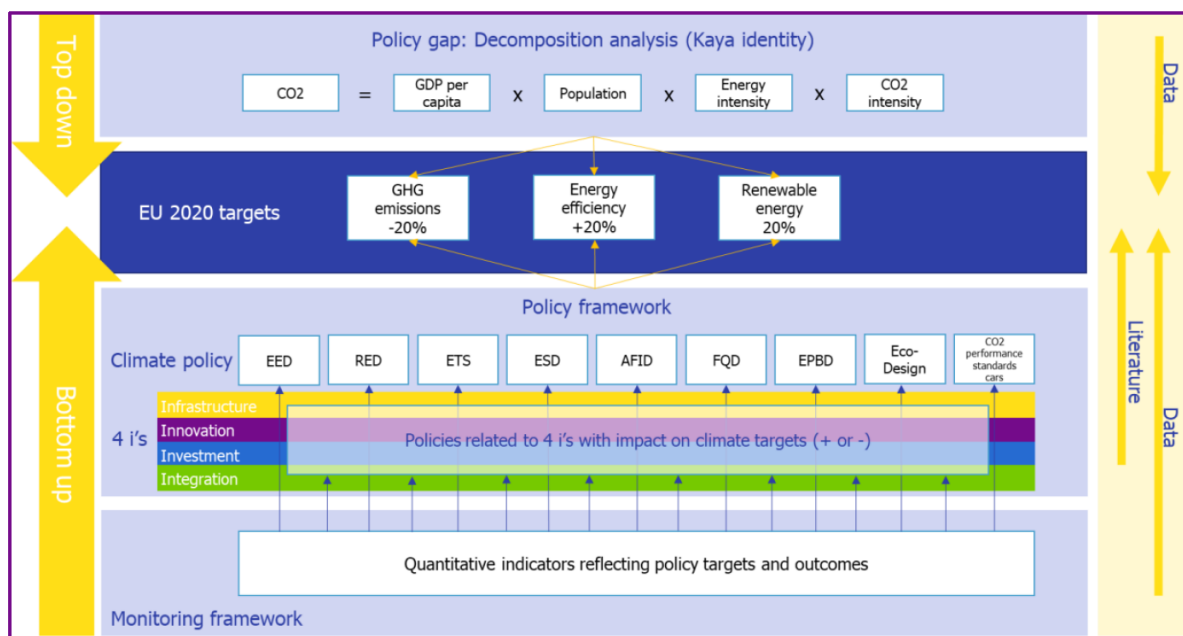 Top down
Policy gap: Decomposition analysis (Kaya identity)
CO2
=
GDP per
capita
x
Population
x
Energy
intensity
x
CO2
intensity
Data
EU 2020 targets
GHG
emissions
-20%
Energy
efficiency
+20%
Renewable
energy
20%
Bottom up
Policy framework
Climate policy
EED
RED
ETS
ESD
AFID
FQD
EPBD
Eco-
Design
CO2
performance
standards
cars
4 i's
Infrastructure
Innovation
Investment
Integration
Policies related to 4 i's with impact on climate targets (+ or -)
Literature
Data
Quantitative indicators reflecting policy targets and outcomes
Monitoring framework